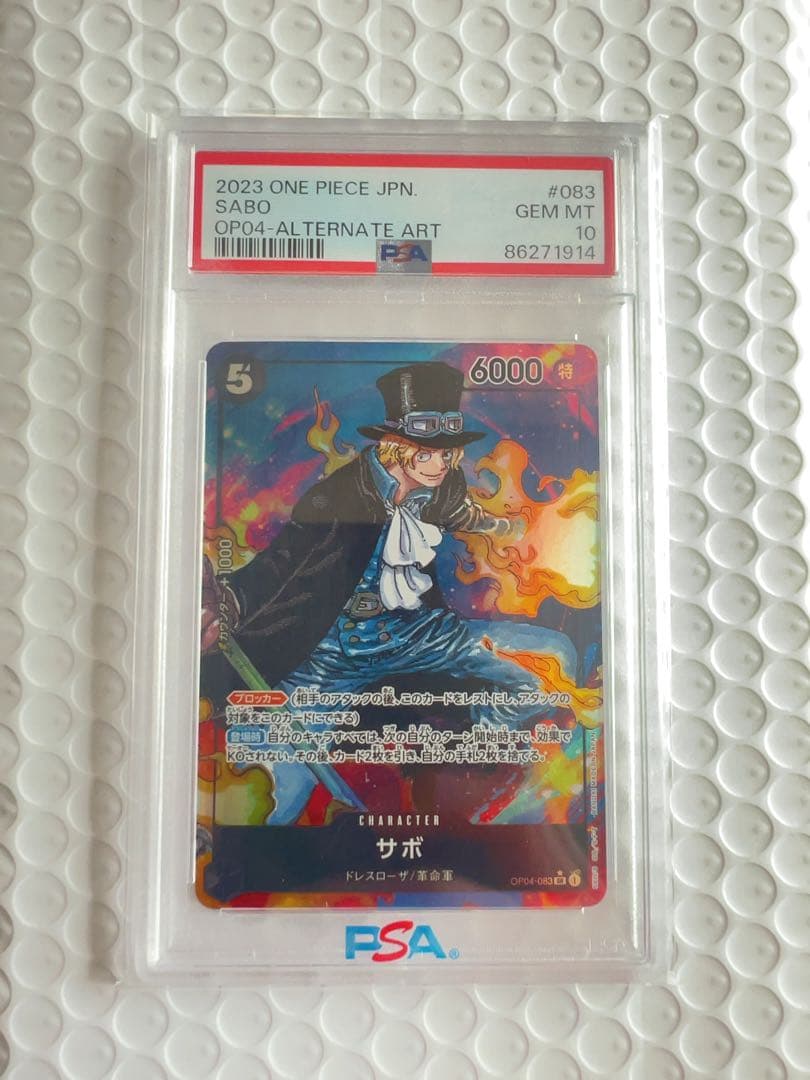 2023 ONE PIECE JPN. #083
SABO GEM MT
OP04-ALTERNATE ART 10
PSA 86271914
5 6000 特
カウンター +1000
ブロッカー (相手のアタックの後、このカードをレストにし、アタックの
対象をこのカードにできる)
登場時 自分のキャラすべては、次の自分のターン開始時まで、効果で
KOされない。その後、カード2枚を引き、自分の手札2枚を捨てる。
CHARACTER
サボ
ドレスローザ/革命軍
OP04-083 SR 1
PSA®